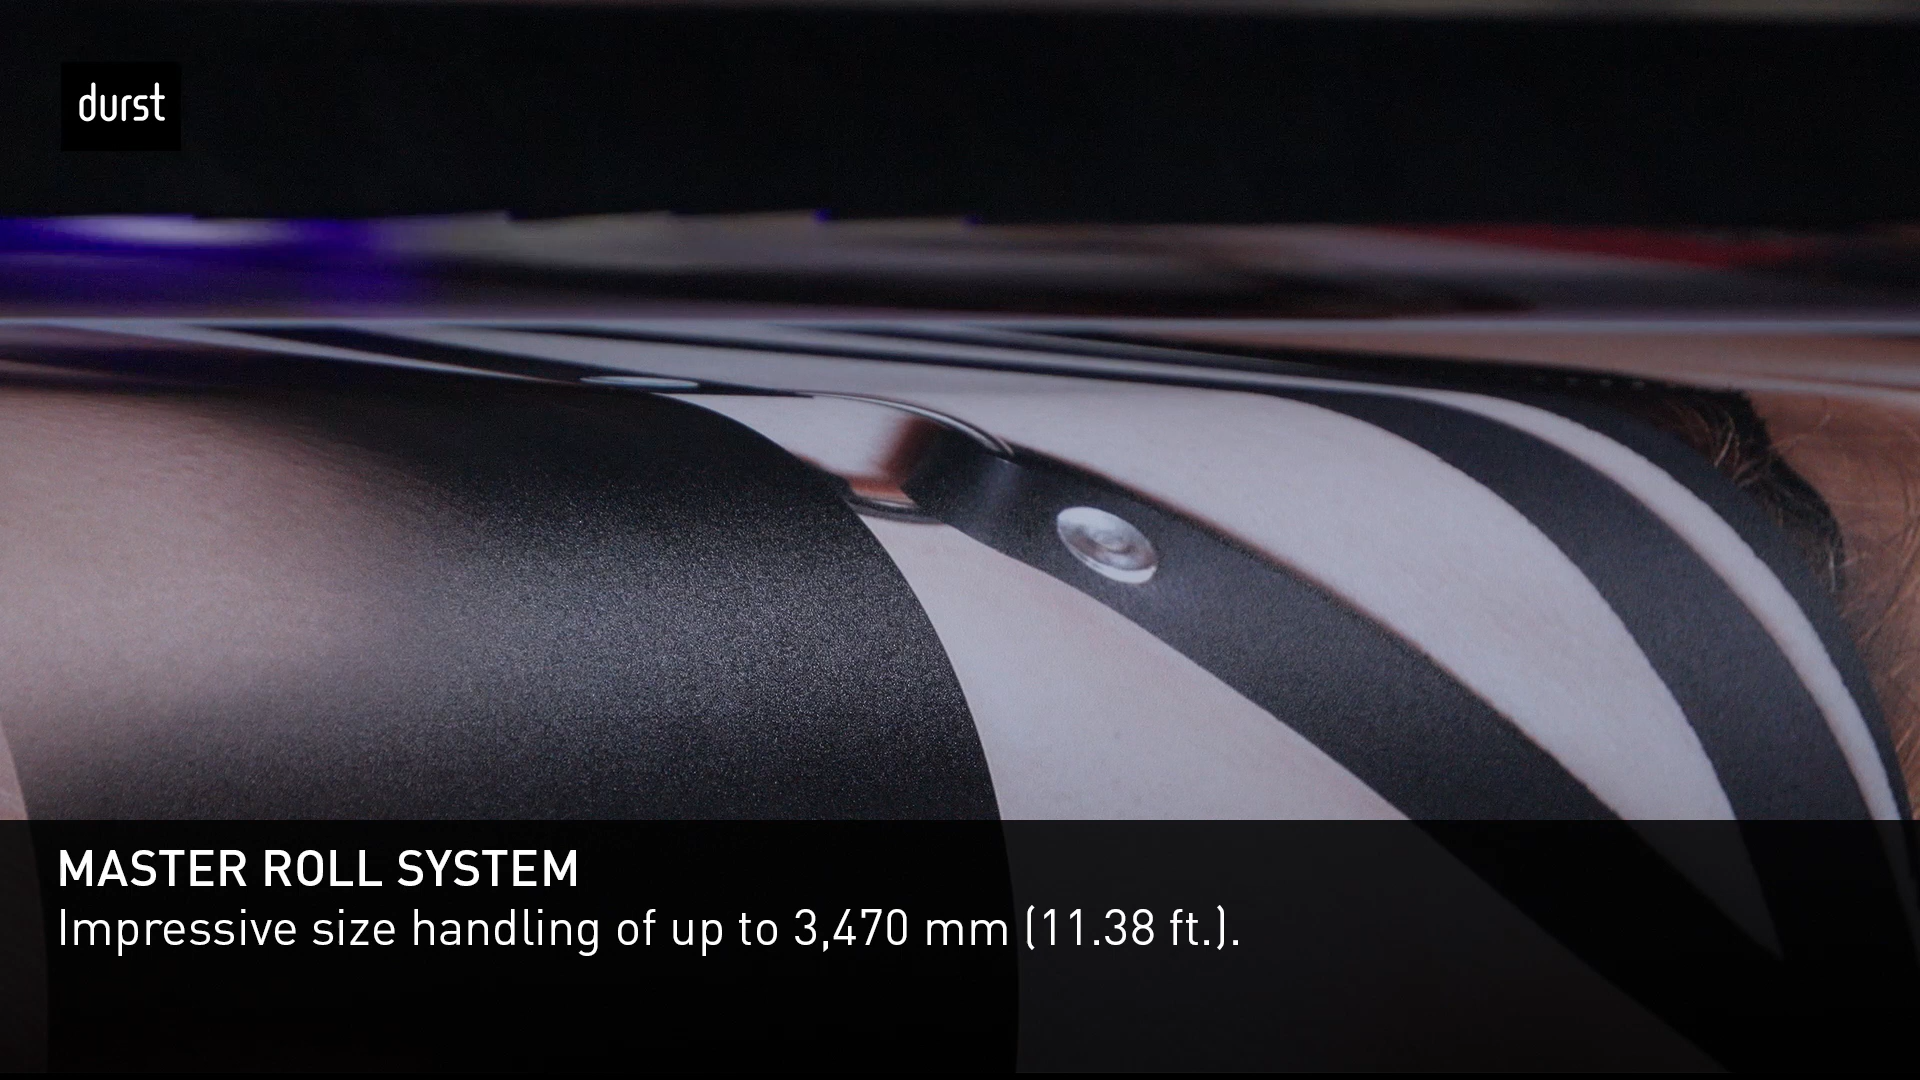 durst
MASTER ROLL SYSTEM
Impressive size handling of up to 3,470 mm (11.38 ft.).